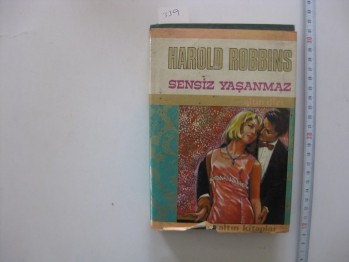 HAROLD ROBBINS
SENSİZ YAŞANMAZ
altın kitaplar